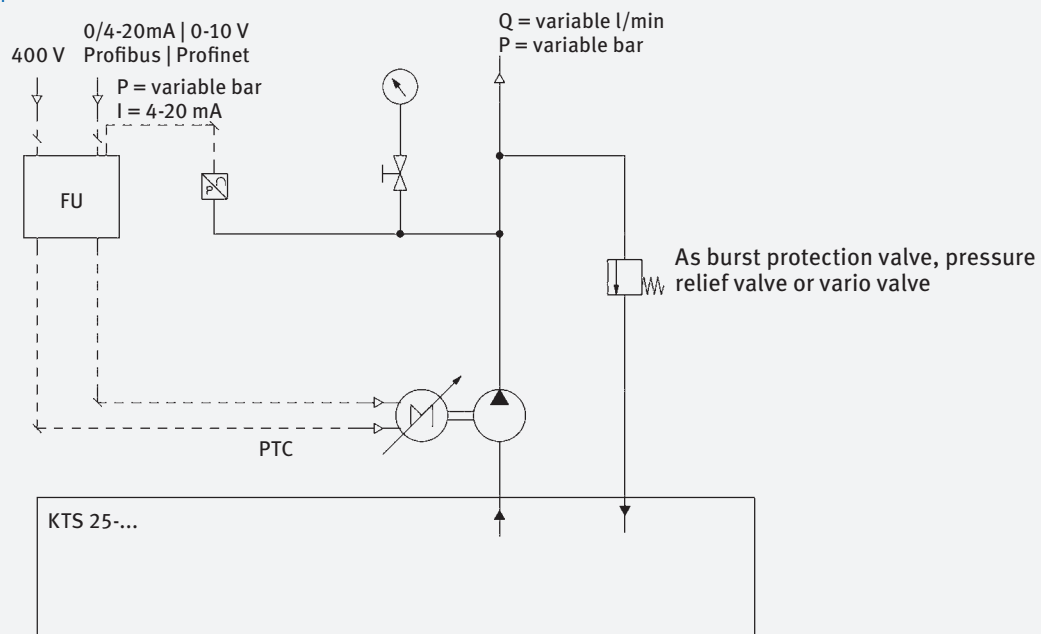 Q = variable l/min
P = variable bar
0/4-20mA | 0-10 V
400 V
Profibus | Profinet
P = variable bar
I = 4-20 mA
P
FU
As burst protection valve, pressure
relief valve or vario valve
M
PTC
KTS 25-...